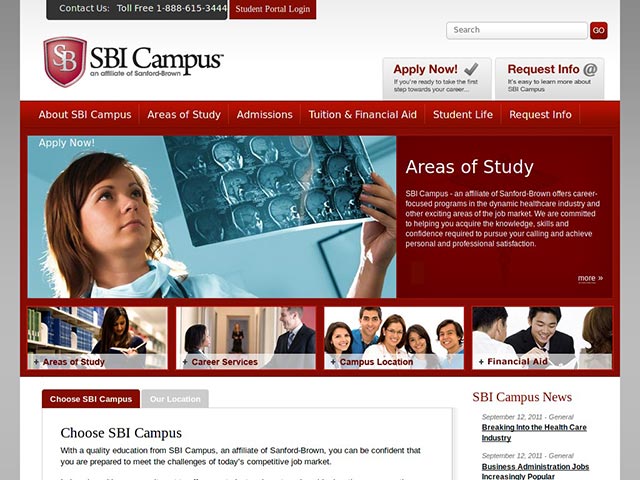 Contact Us: Toll Free 1-888-615-3444
Student Portal Login
Search
GO
SB
SBI Campus
an affiliate of Sanford-Brown
Apply Now!
If you're ready to take the first
step towards your career...
Request Info @
It's easy to learn more about
SBI Campus
About SBI Campus
Areas of Study
Admissions
Tuition & Financial Aid
Student Life
Request Info
Apply Now!
Areas of Study
SBI Campus - an affiliate of Sanford-Brown offers career-
focused programs in the dynamic healthcare industry and
other exciting areas of the job market. We are committed
to helping you acquire the knowledge, skills and
confidence required to pursue your calling and achieve
personal and professional satisfaction.
more »
+ Areas of Study
+ Career Services
+ Campus Location
+ Financial Aid
Choose SBI Campus
Our Location
Choose SBI Campus
With a quality education from SBI Campus, an affiliate of Sanford-Brown, you can be confident that
you are prepared to meet the challenges of today's competitive job market.
SBI Campus News
September 12, 2011 - General
Breaking Into the Health Care
Industry
September 12, 2011 - General
Business Administration Jobs
Increasingly Popular